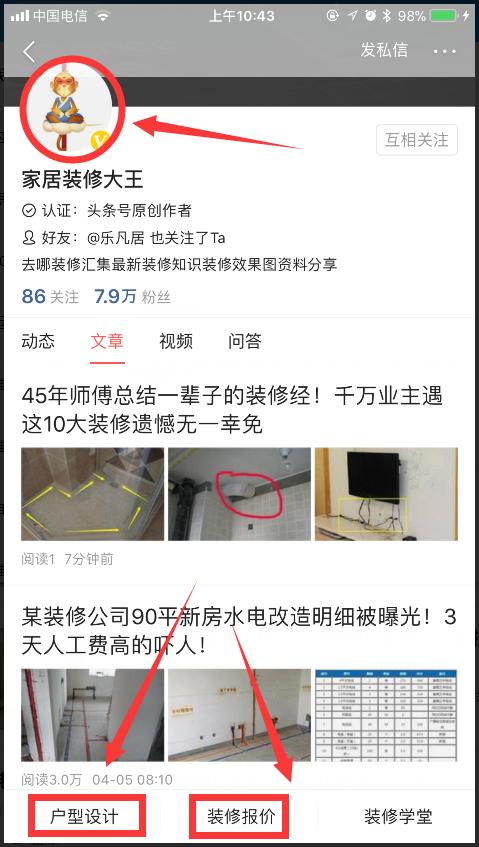 中国电信 上午10:43 98%
发私信 ...
V
互相关注
家居装修大王
认证：头条号原创作者
好友：@乐凡居 也关注了Ta
去哪装修汇集最新装修知识装修效果图资料分享
86 关注 7.9万 粉丝
动态 文章 视频 问答
45年师傅总结一辈子的装修经！千万业主遇
这10大装修遗憾无一幸免
阅读1 7分钟前
某装修公司90平新房水电改造明细被曝光！3
天人工费高的吓人！
阅读3.0万 04-05 08:10
户型设计 装修报价 装修学堂